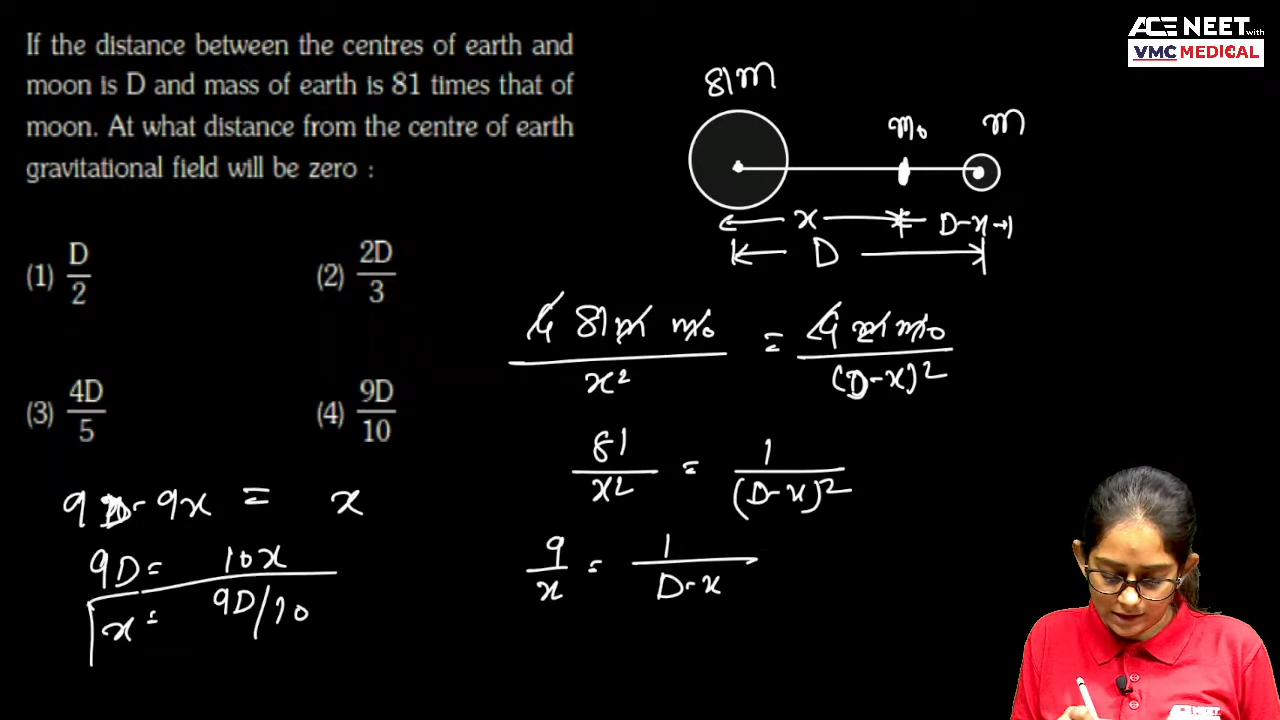 If the distance between the centres of earth and
moon is D and mass of earth is 81 times that of
moon. At what distance from the centre of earth
gravitational field will be zero :
(1) D/2
(2) 2D/3
(3) 4D/5
(4) 9D/10
9D - 9x = x
9D = 10x
x = 9D/10
81m
m₀
m
x
D-x
D
G 81m m₀ / x² = G m m₀ / (D-x)²
81/x² = 1/(D-x)²
9/x = 1/D-x
ACE NEET with
VMC MEDICAL
ACE NEET